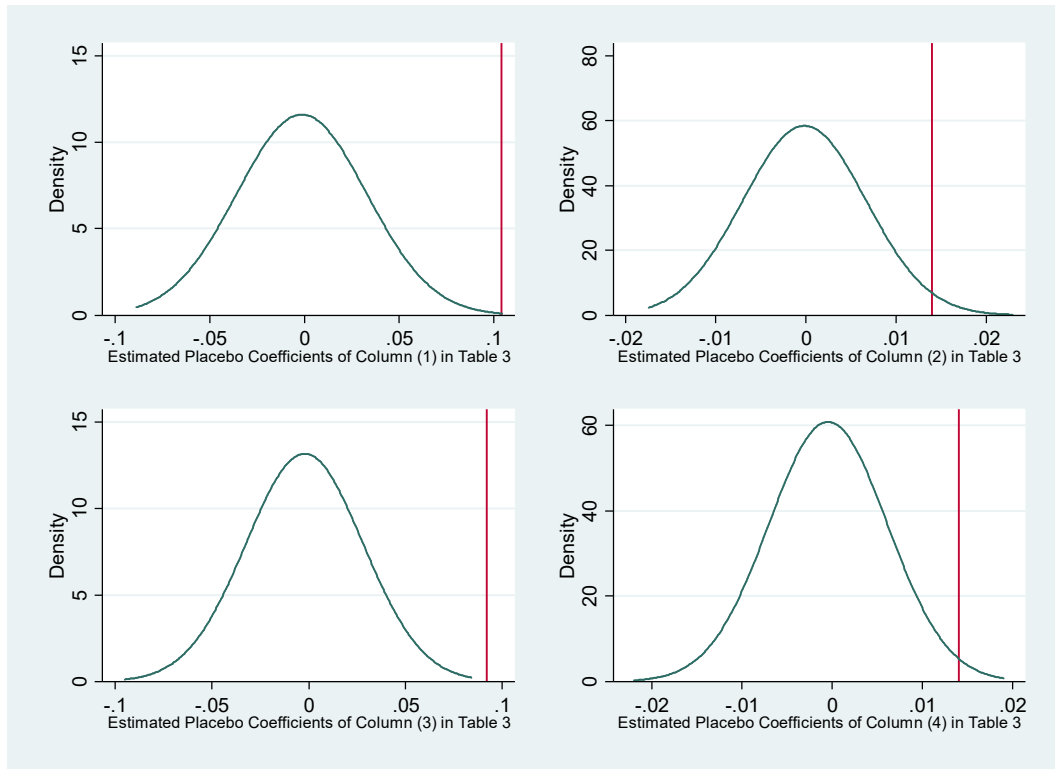 15
10
5
0
Density
-.1 -.05 0 .05 .1
Estimated Placebo Coefficients of Column (1) in Table 3
80
60
40
20
0
Density
-.02 -.01 0 .01 .02
Estimated Placebo Coefficients of Column (2) in Table 3
15
10
5
0
Density
-.1 -.05 0 .05 .1
Estimated Placebo Coefficients of Column (3) in Table 3
60
40
20
0
Density
-.02 -.01 0 .01 .02
Estimated Placebo Coefficients of Column (4) in Table 3